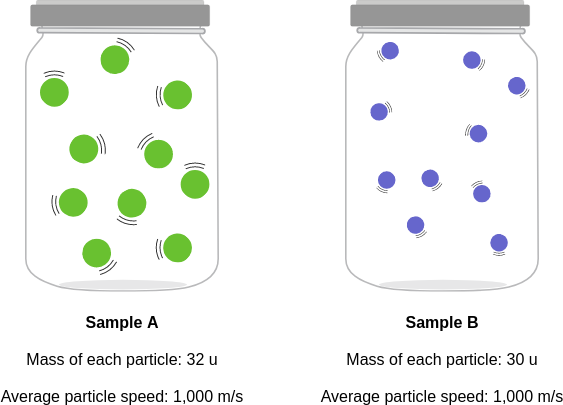 Sample A
Mass of each particle: 32 u
Average particle speed: 1,000 m/s
Sample B
Mass of each particle: 30 u
Average particle speed: 1,000 m/s